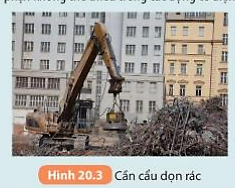 Hình 20.3 Cần cẩu dọn rác